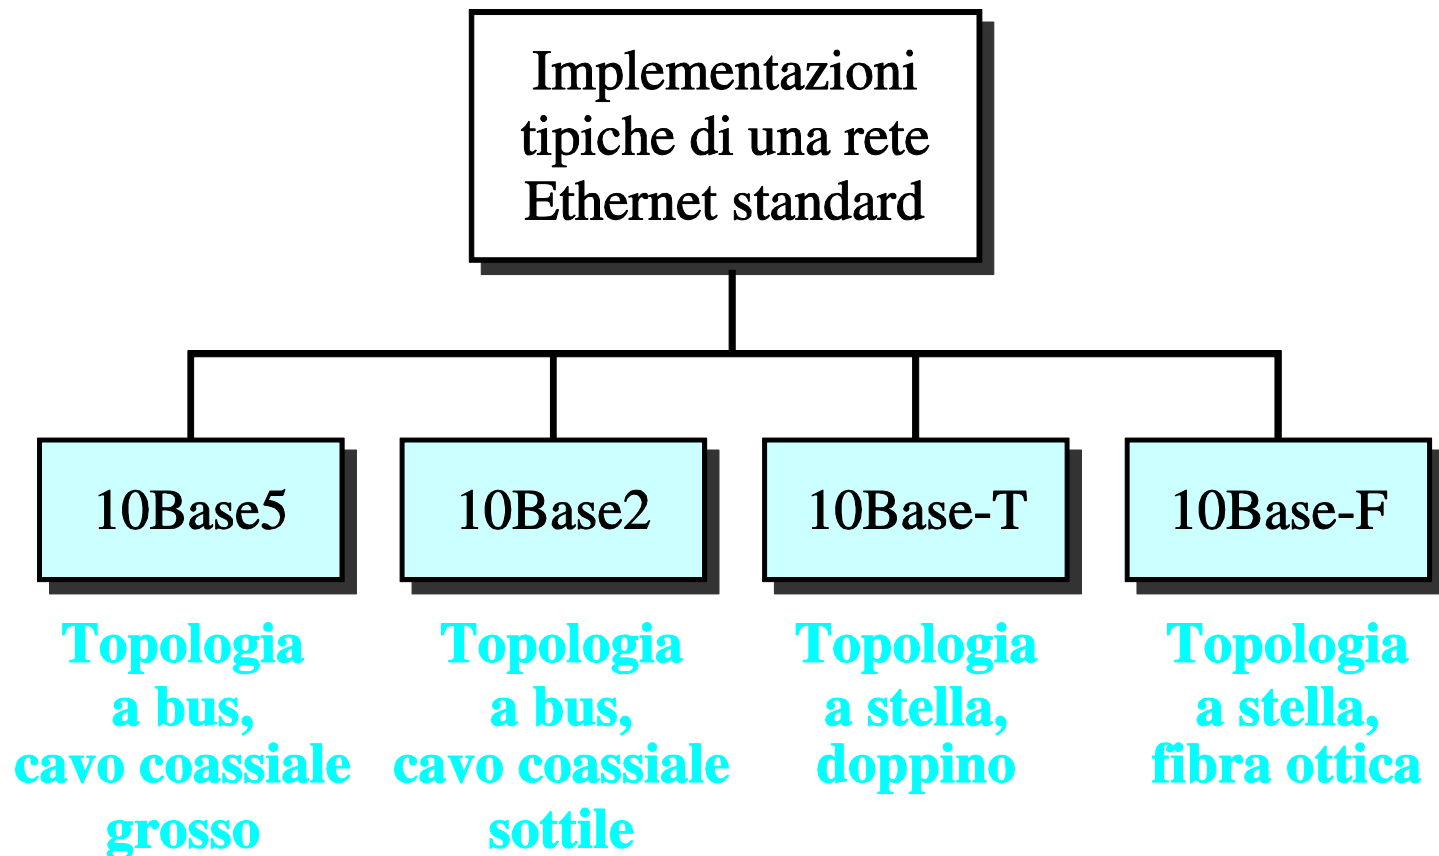 Implementazioni
tipiche di una rete
Ethernet standard
10Base5
10Base2
10Base-T
10Base-F
Topologia
a bus,
cavo coassiale
grosso
Topologia
a bus,
cavo coassiale
sottile
Topologia
a stella,
doppino
Topologia
a stella,
fibra ottica